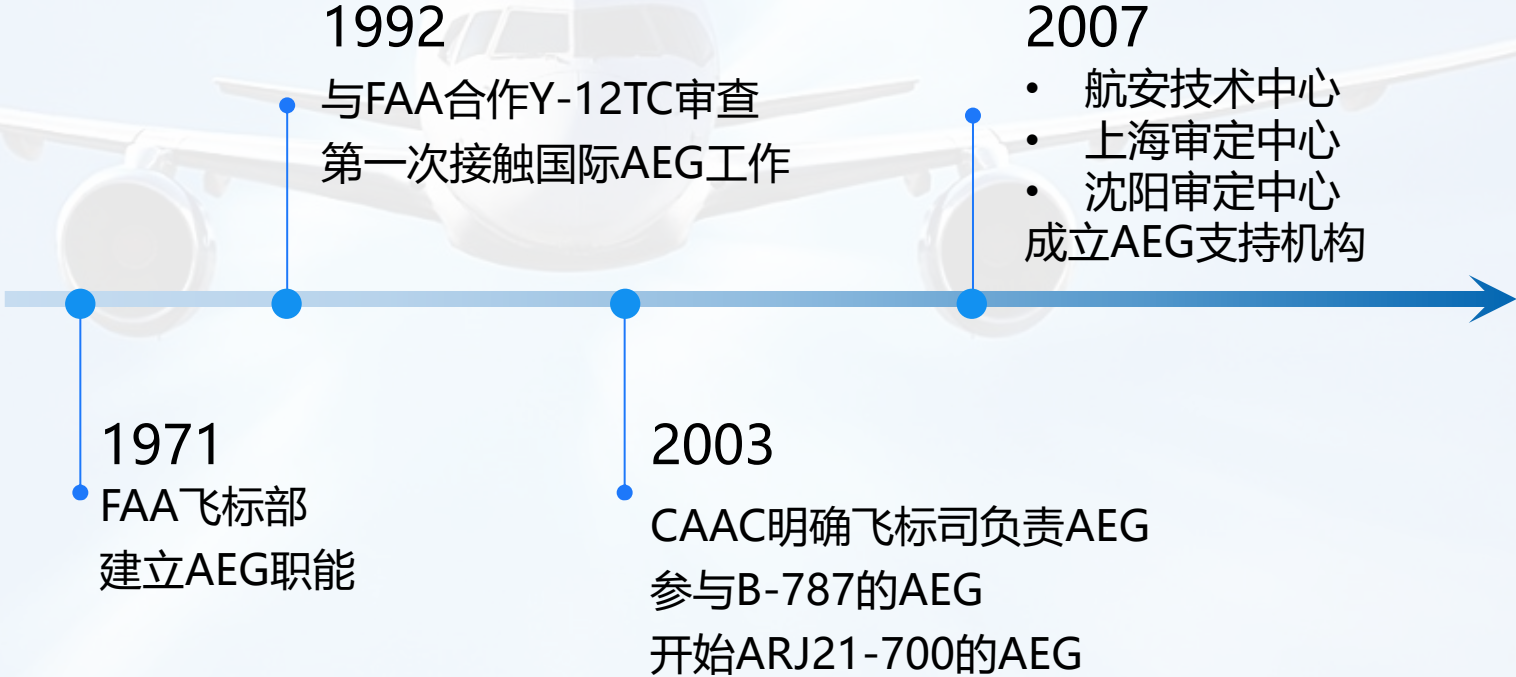 1992
与FAA合作Y-12TC审查
第一次接触国际AEG工作
2007
• 航安技术中心
• 上海审定中心
• 沈阳审定中心
成立AEG支持机构
1971
FAA飞标部
建立AEG职能
2003
CAAC明确飞标司负责AEG
参与B-787的AEG
开始ARJ21-700的AEG